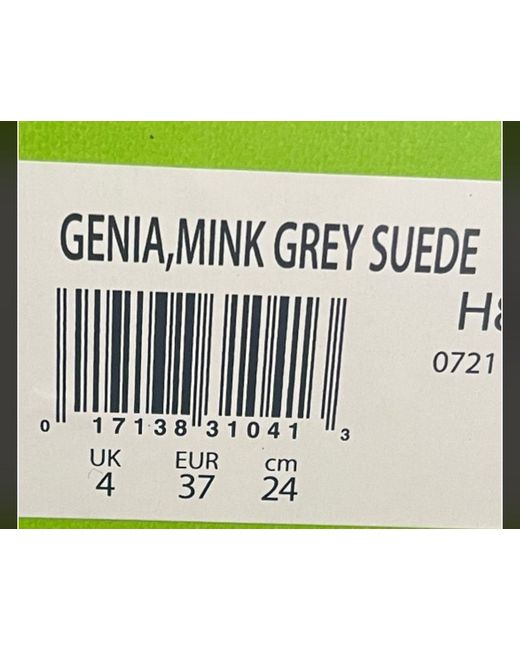 GENIA,MINK GREY SUEDE
0721
0 17138 31041 3
UK EUR cm
4 37 24